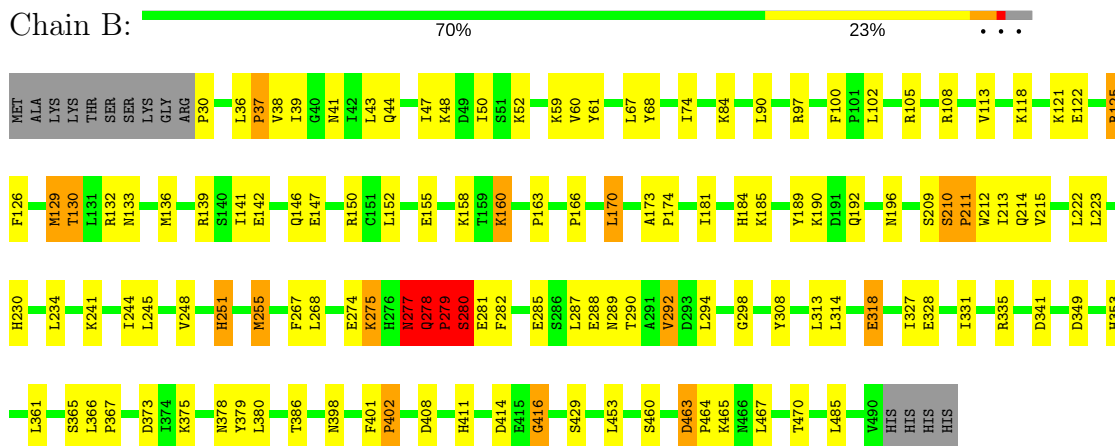 Chain B: 70% 23% • • •
MET ALA LYS LYS THR SER SER LYS GLY ARG P30 L36 P37 V38 I39 G40 N41 I42 L43 Q44 I47 K48 D49 I50 S51 K52 K59 V60 Y61 L67 Y68 I74 K84 L90 R97 F100 P101 L102 R105 R108 V113 K118 K121 E122 R125
F126 M129 T130 L131 R132 N133 M136 R139 S140 I141 E142 Q146 E147 R150 C151 L152 E155 K158 T159 K160 P163 P166 L170 A173 P174 I181 H184 K185 Y189 K190 D191 Q192 N196 S209 S210 P211 W212 I213 Q214 V215 L222 L223
H230 L234 K241 I244 L245 V248 H251 M255 F267 L268 E274 K275 H276 N277 Q278 P279 S280 E281 F282 E285 S286 L287 E288 N289 T290 A291 V292 D293 L294 G298 Y308 L313 L314 E318 I327 E328 I331 R335 D341 D349 H353
L361 S365 L366 P367 D373 I374 K375 N378 Y379 L380 T386 N398 F401 P402 D408 H411 D414 E415 G416 S429 L453 S460 D463 P464 K465 N466 L467 T470 L485 V490 HIS HIS HIS HIS